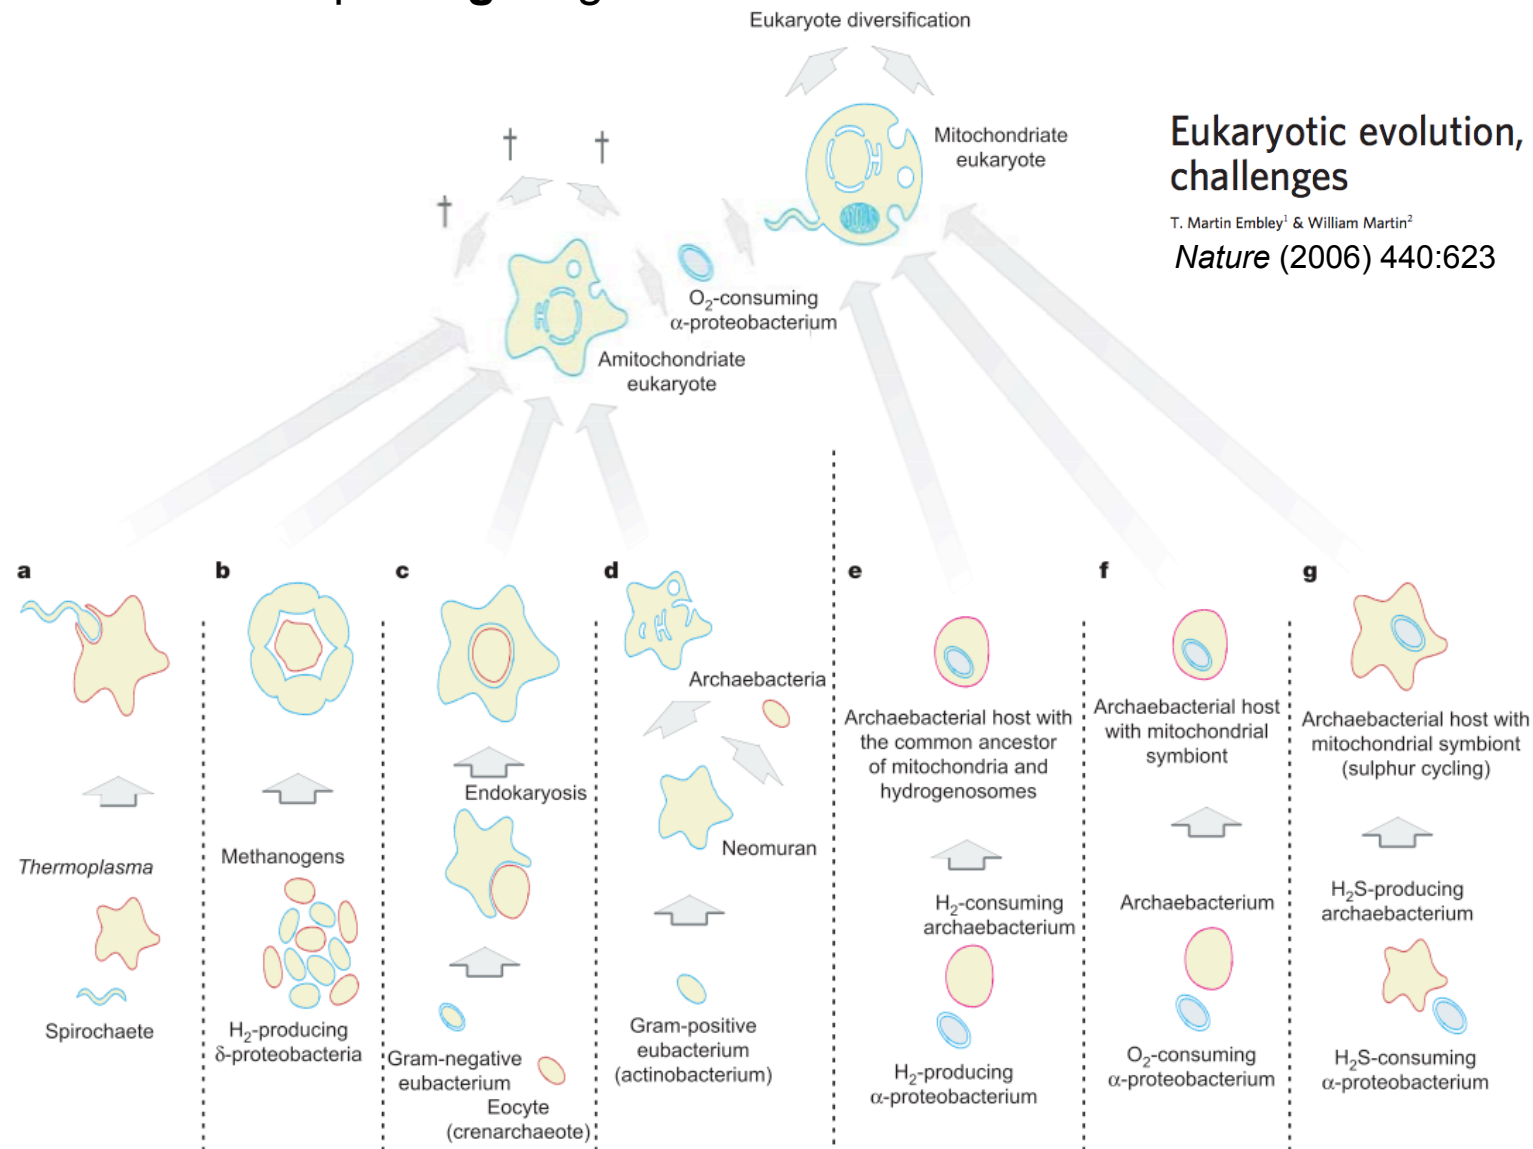 Eukaryote diversification
Mitochondriate
eukaryote
Eukaryotic evolution,
challenges
T. Martin Embley¹ & William Martin²
Nature (2006) 440:623
†
†
†
O₂-consuming
α-proteobacterium
Amitochondriate
eukaryote
a
Thermoplasma
Spirochaete
b
Methanogens
H₂-producing
δ-proteobacteria
c
Endokaryosis
Gram-negative
eubacterium
Eocyte
(crenarchaeote)
d
Archaebacteria
Neomuran
Gram-positive
eubacterium
(actinobacterium)
e
Archaebacterial host with
the common ancestor
of mitochondria and
hydrogenosomes
H₂-consuming
archaebacterium
H₂-producing
α-proteobacterium
f
Archaebacterial host
with mitochondrial
symbiont
Archaebacterium
O₂-consuming
α-proteobacterium
g
Archaebacterial host with
mitochondrial symbiont
(sulphur cycling)
H₂S-producing
archaebacterium
H₂S-consuming
α-proteobacterium